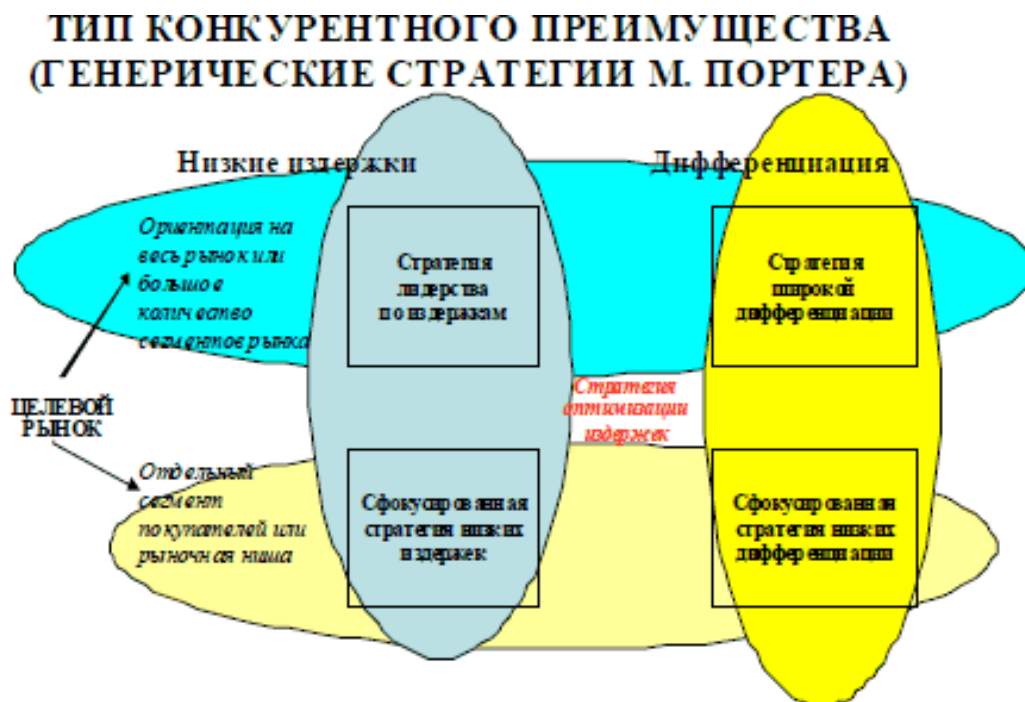 ТИП КОНКУРЕНТНОГО ПРЕИМУЩЕСТВА
(ГЕНЕРИЧЕСКИЕ СТРАТЕГИИ М. ПОРТЕРА)
Низкие издержки
Дифференциация
Ориентация на
весь рынок или
большое
количество
сегментов рынка
Стратегия
лидерства
по издержкам
Стратегия
широкой
дифференциации
Стратегия
оптимизации
издержек
ЦЕЛЕВОЙ
РЫНОК
Отдельный
сегмент
покупателей или
рыночная ниша
Сфокусированная
стратегия низких
издержек
Сфокусированная
стратегия низких
дифференциации